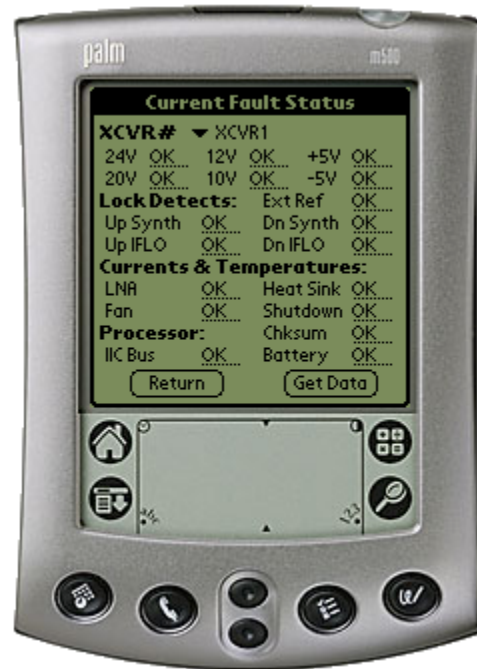 palm m500
Current Fault Status
XCVR# XCVR1
24V OK 12V OK +5V OK
20V OK 10V OK -5V OK
Lock Detects: Ext Ref OK
Up Synth OK Dn Synth OK
Up IFLO OK Dn IFLO OK
Currents & Temperatures:
LNA OK Heat Sink OK
Fan OK Shutdown OK
Processor: Chksum OK
IIC Bus OK Battery OK
Return Get Data
abc 123